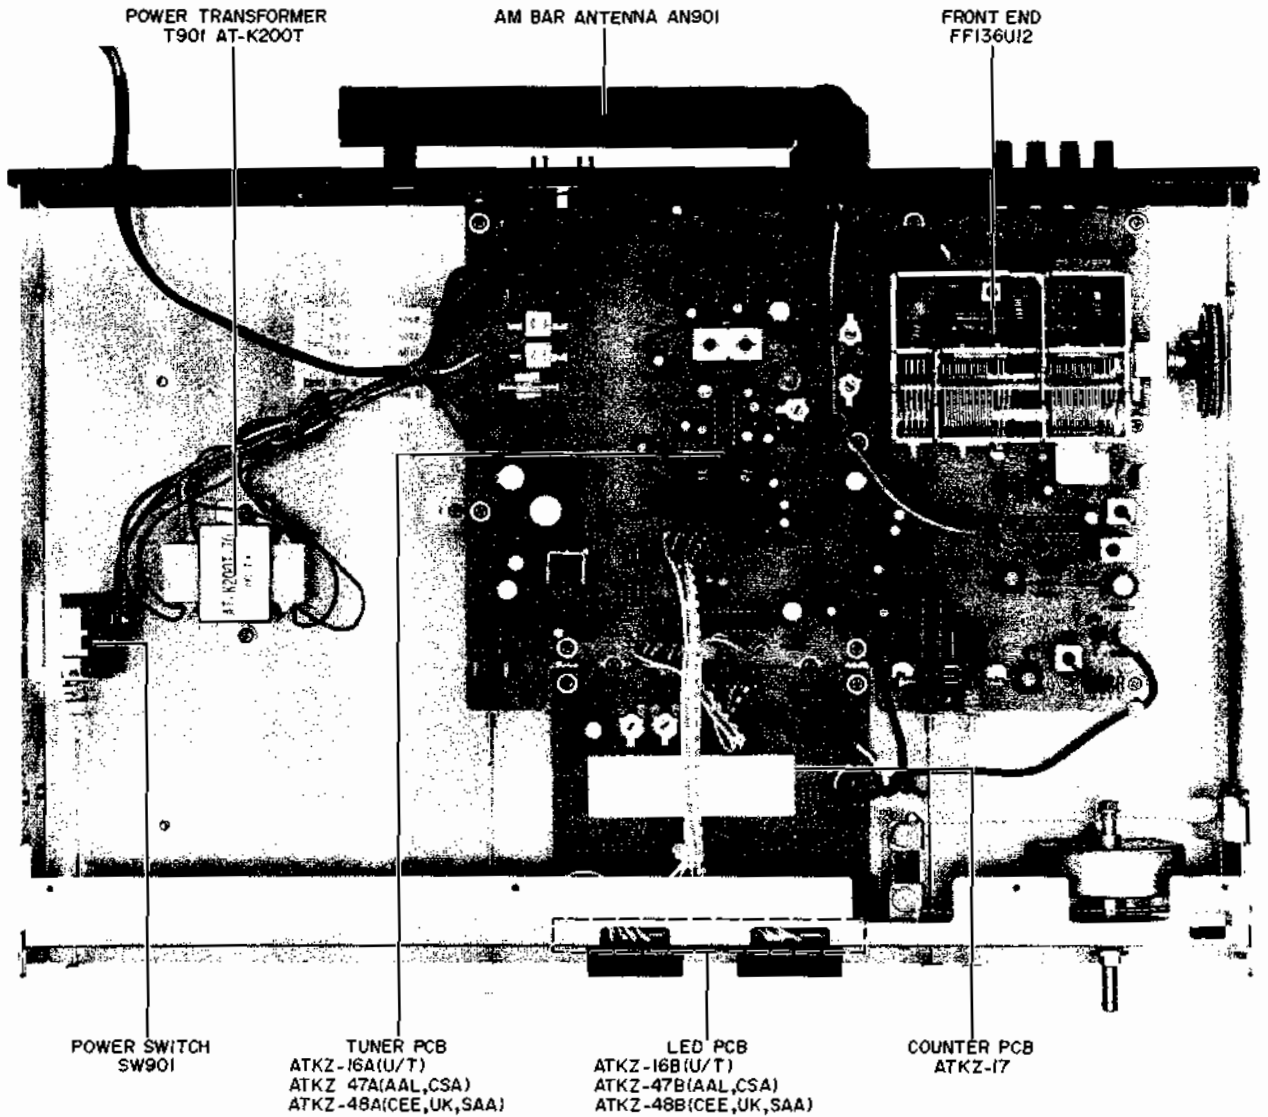 POWER TRANSFORMER
T901 AT-K200T
AM BAR ANTENNA AN901
FRONT END
FF136U12
AT-K200T
POWER SWITCH
SW901
TUNER PCB
ATKZ-16A(U/T)
ATKZ 47A(AAL,CSA)
ATKZ-48A(CEE,UK,SAA)
LED PCB
ATKZ-16B(U/T)
ATKZ-47B(AAL,CSA)
ATKZ-48B(CEE,UK,SAA)
COUNTER PCB
ATKZ-17